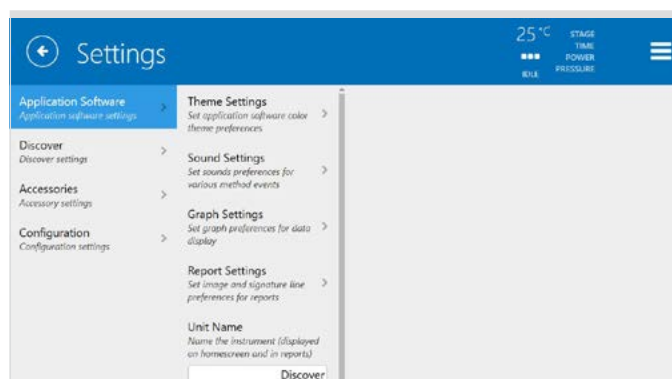 Settings
25 °C
IDLE
STAGE
TIME
POWER
PRESSURE
Application Software
Application software settings
Discover
Discover settings
Accessories
Accessory settings
Configuration
Configuration settings
Theme Settings
Set application software color
theme preferences
Sound Settings
Set sounds preferences for
various method events
Graph Settings
Set graph preferences for data
display
Report Settings
Set image and signature line
preferences for reports
Unit Name
Name the instrument (displayed
on homescreen and in reports)
Discover